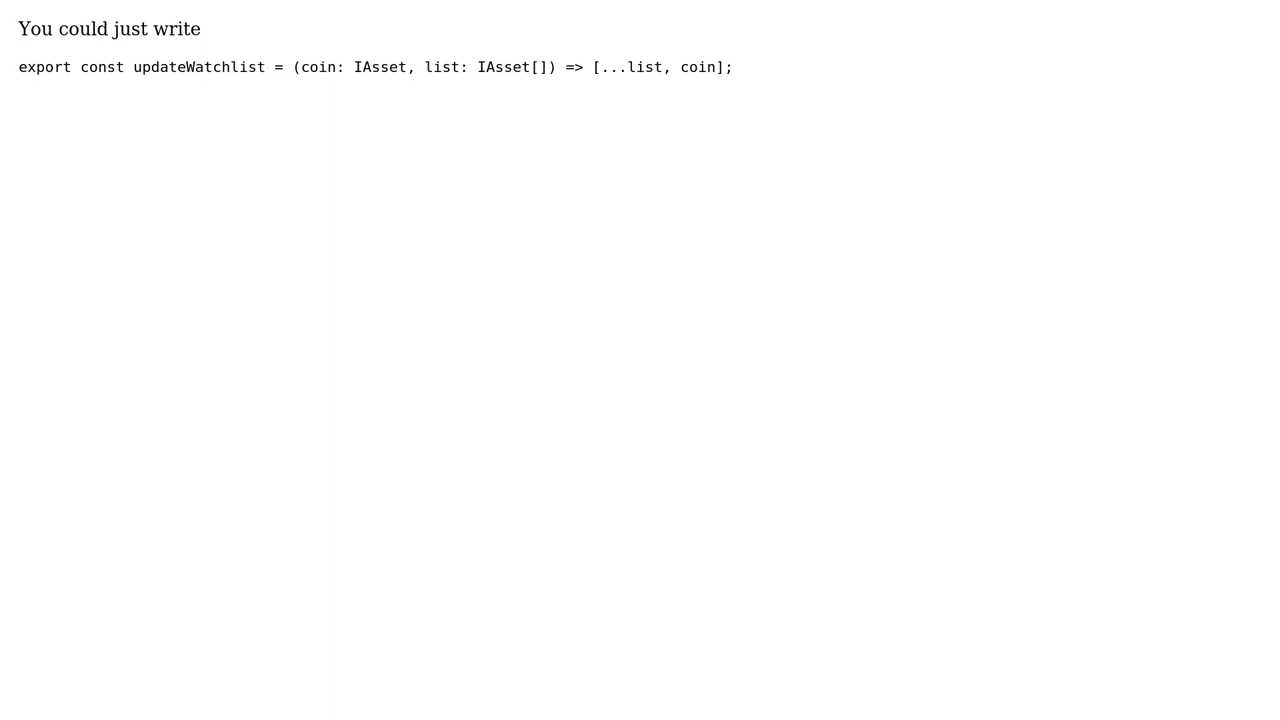 You could just write
export const updateWatchlist = (coin: IAsset, list: IAsset[]) => [...list, coin];